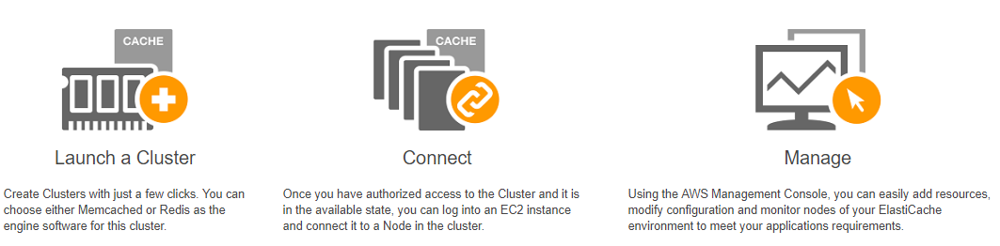 CACHE
Launch a Cluster
Create Clusters with just a few clicks. You can
choose either Memcached or Redis as the
engine software for this cluster.
CACHE
Connect
Once you have authorized access to the Cluster and it is
in the available state, you can log into an EC2 instance
and connect it to a Node in the cluster.
Manage
Using the AWS Management Console, you can easily add resources,
modify configuration and monitor nodes of your ElastiCache
environment to meet your applications requirements.